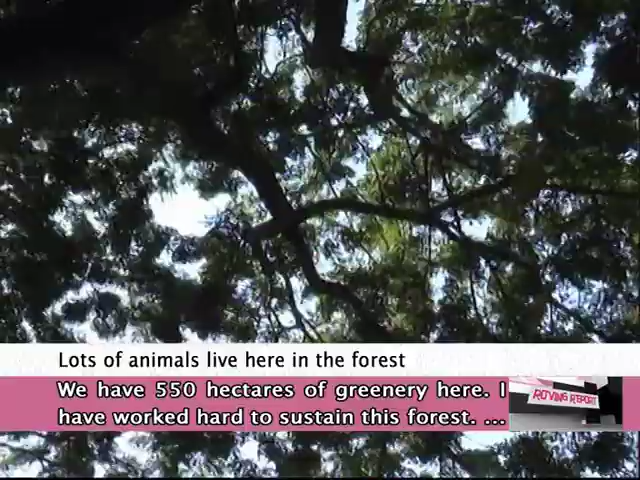 Lots of animals live here in the forest
We have 550 hectares of greenery here. I
have worked hard to sustain this forest. ...
ROVING REPORT